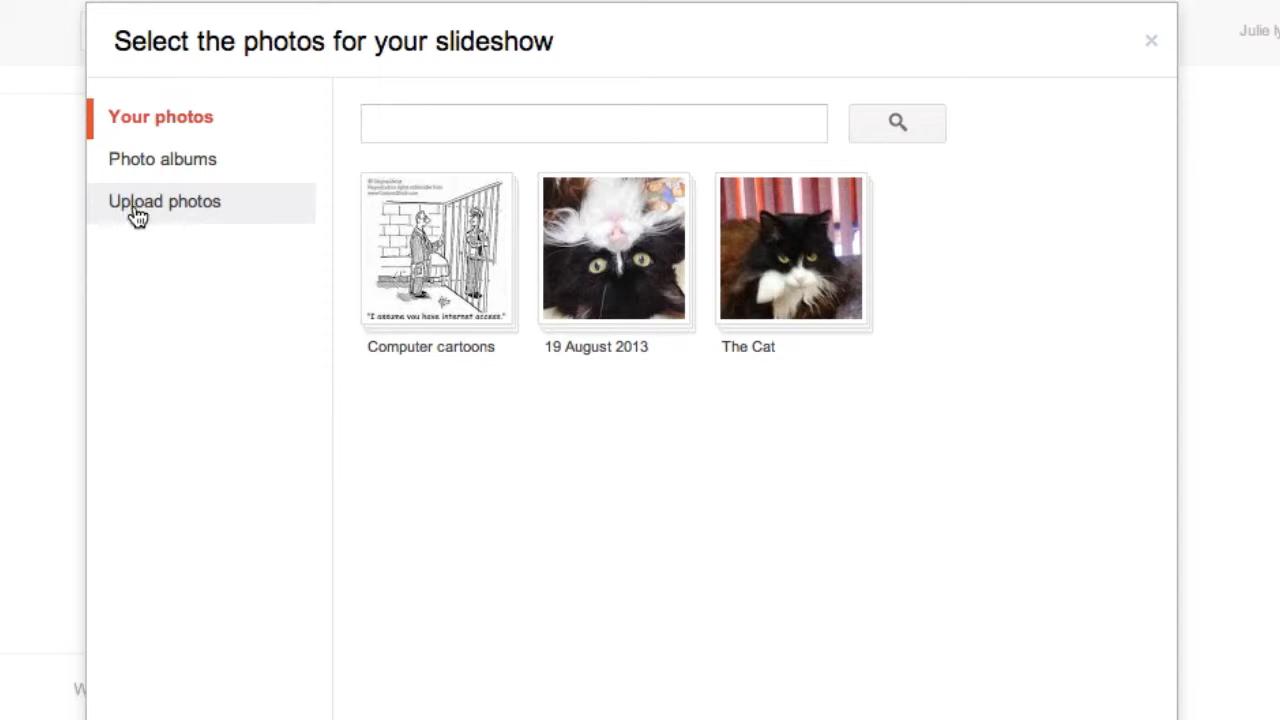 Select the photos for your slideshow
×
Julie
Your photos
Photo albums
Upload photos
"I assume you have internet access."
Computer cartoons
19 August 2013
The Cat
W